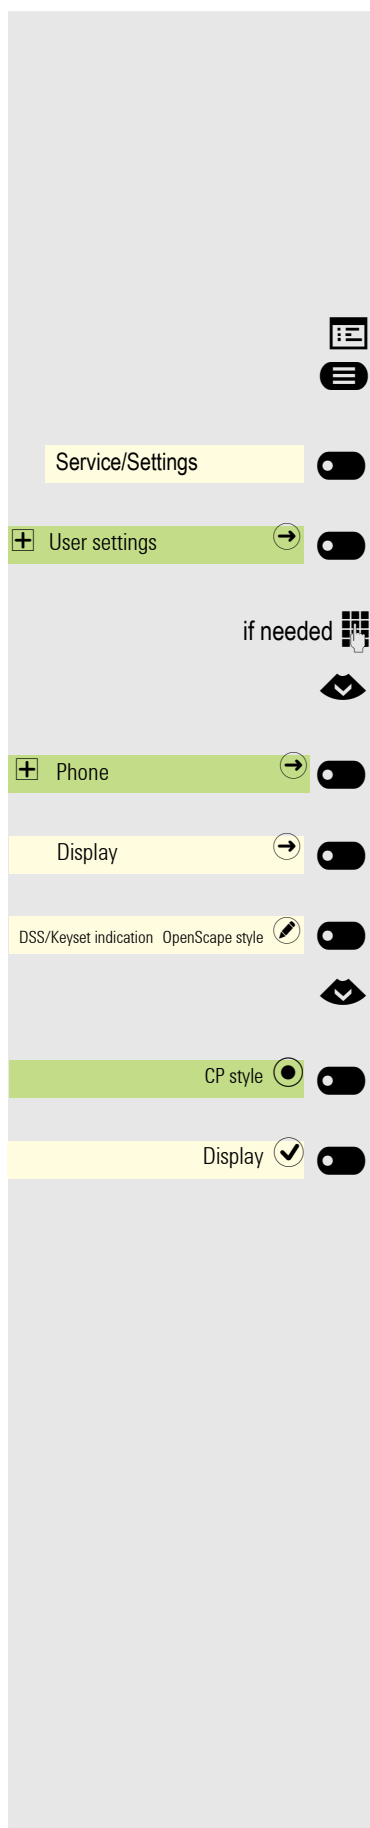 Service/Settings
User settings
if needed
Phone
Display
DSS/Keyset indication OpenScape style
CP style
Display